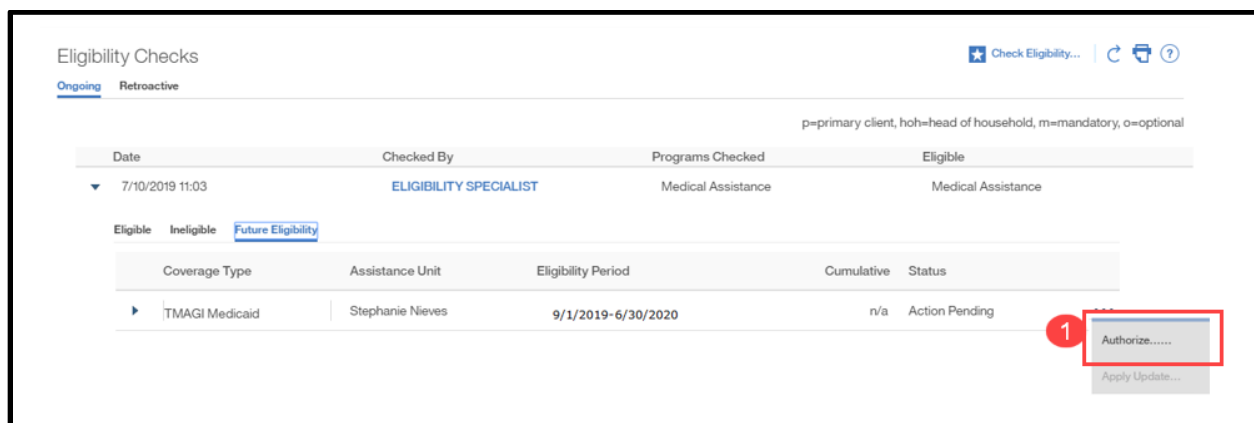 Eligibility Checks
Check Eligibility...
Ongoing Retroactive
p=primary client, hoh=head of household, m=mandatory, o=optional
Date Checked By Programs Checked Eligible
7/10/2019 11:03 ELIGIBILITY SPECIALIST Medical Assistance Medical Assistance
Eligible Ineligible Future Eligibility
Coverage Type Assistance Unit Eligibility Period Cumulative Status
TMAGI Medicaid Stephanie Nieves 9/1/2019-6/30/2020 n/a Action Pending
1
Authorize......
Apply Update...